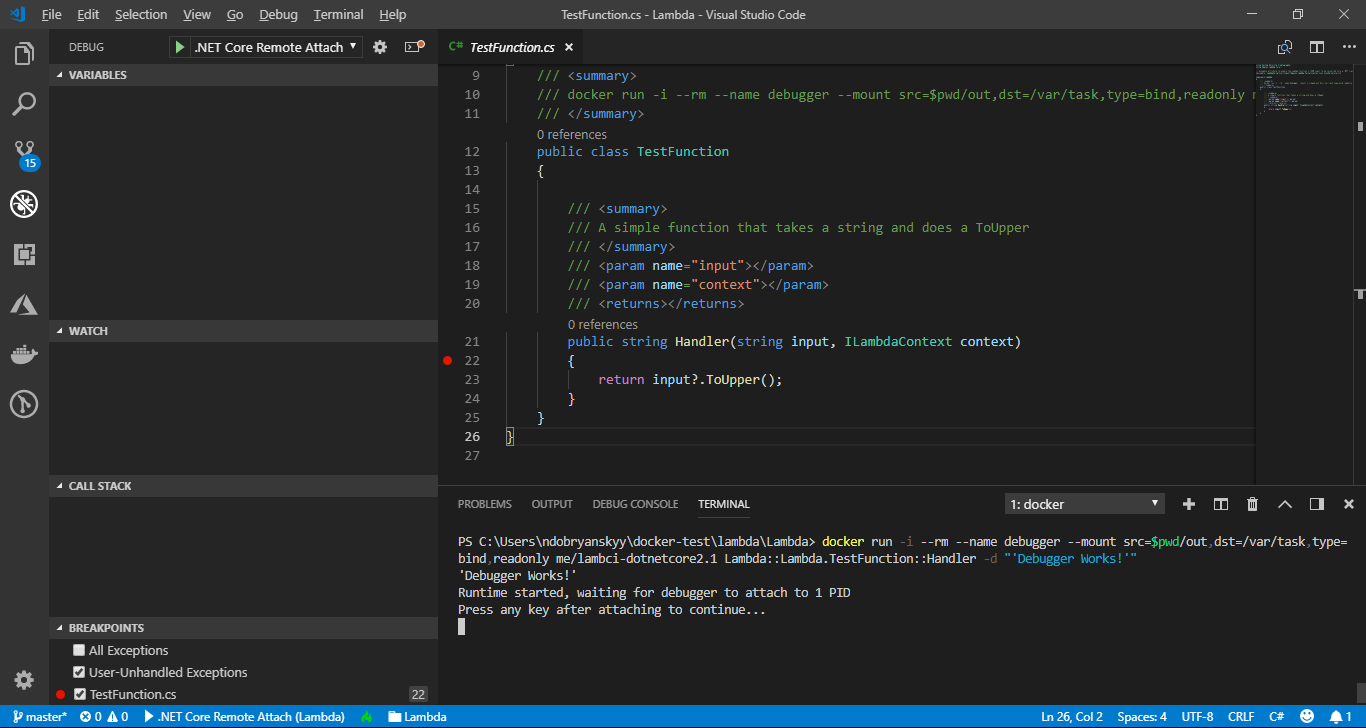 File Edit Selection View Go Debug Terminal Help
TestFunction.cs - Lambda - Visual Studio Code
DEBUG
.NET Core Remote Attach
VARIABLES
WATCH
CALL STACK
BREAKPOINTS
All Exceptions
User-Unhandled Exceptions
TestFunction.cs 22
15
C# TestFunction.cs
9 /// <summary>
10 /// docker run -i --rm --name debugger --mount src=$pwd/out,dst=/var/task,type=bind,readonly
11 /// </summary>
0 references
12 public class TestFunction
13 {
14
15 /// <summary>
16 /// A simple function that takes a string and does a ToUpper
17 /// </summary>
18 /// <param name="input"></param>
19 /// <param name="context"></param>
20 /// <returns></returns>
0 references
21 public string Handler(string input, ILambdaContext context)
22 {
23 return input?.ToUpper();
24 }
25 }
26 }
27
PROBLEMS OUTPUT DEBUG CONSOLE TERMINAL
1: docker
PS C:\Users\ndobryanskyy\docker-test\lambda\Lambda> docker run -i --rm --name debugger --mount src=$pwd/out,dst=/var/task,type=
bind,readonly me/lambci-dotnetcore2.1 Lambda::Lambda.TestFunction::Handler -d "'Debugger Works!'"
'Debugger Works!'
Runtime started, waiting for debugger to attach to 1 PID
Press any key after attaching to continue...
master* 0 0 .NET Core Remote Attach (Lambda) Lambda
Ln 26, Col 2 Spaces: 4 UTF-8 CRLF C# 1